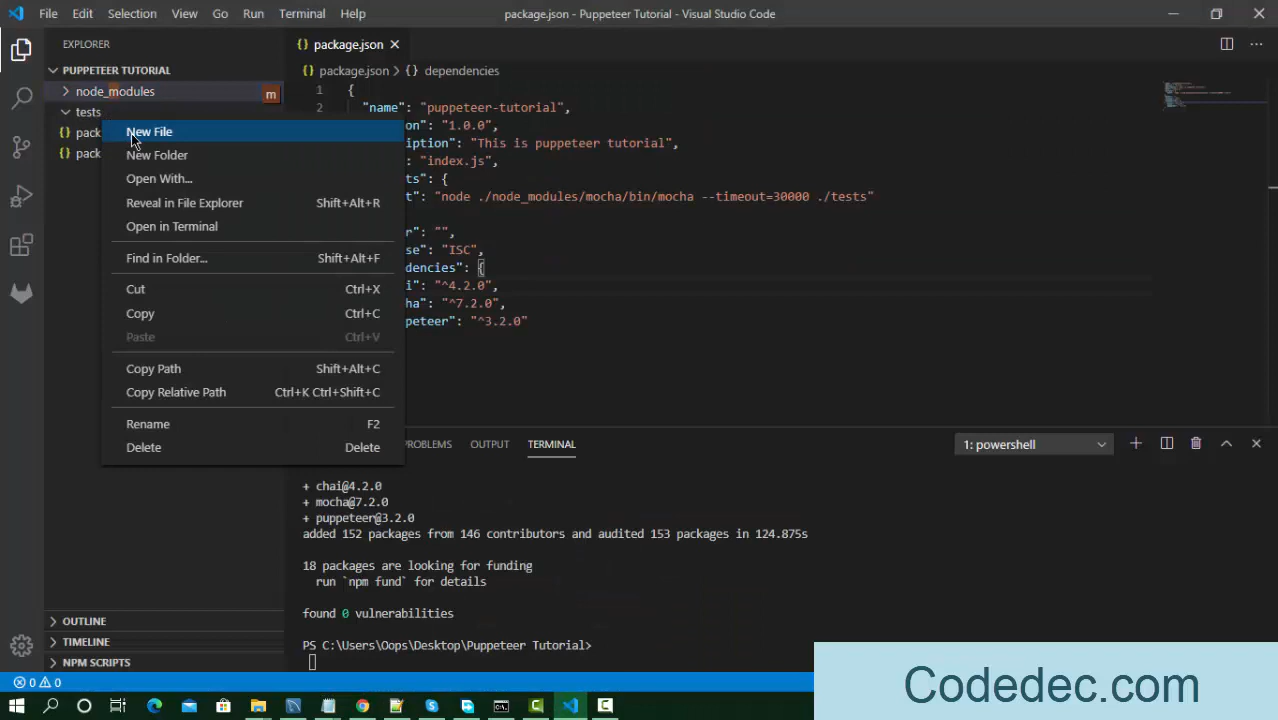 File Edit Selection View Go Run Terminal Help package.json - Puppeteer Tutorial - Visual Studio Code
EXPLORER
PUPPETEER TUTORIAL
node_modules m
tests
pack
pack
New File
New Folder
Open With...
Reveal in File Explorer Shift+Alt+R
Open in Terminal
Find in Folder... Shift+Alt+F
Cut Ctrl+X
Copy Ctrl+C
Paste Ctrl+V
Copy Path Shift+Alt+C
Copy Relative Path Ctrl+K Ctrl+Shift+C
Rename F2
Delete Delete
OUTLINE
TIMELINE
NPM SCRIPTS
{} package.json
{} package.json > {} dependencies
1 {
2 "name": "puppeteer-tutorial",
on": "1.0.0",
iption": "This is puppeteer tutorial",
: "index.js",
ts": {
t": "node ./node_modules/mocha/bin/mocha --timeout=30000 ./tests"
r": "",
se": "ISC",
dencies": {
i": "^4.2.0",
ha": "^7.2.0",
peteer": "^3.2.0"
ROBLEMS OUTPUT TERMINAL 1: powershell
+ chai@4.2.0
+ mocha@7.2.0
+ puppeteer@3.2.0
added 152 packages from 146 contributors and audited 153 packages in 124.875s
18 packages are looking for funding
run `npm fund` for details
found 0 vulnerabilities
PS C:\Users\Oops\Desktop\Puppeteer Tutorial>
0 0
Codedec.com